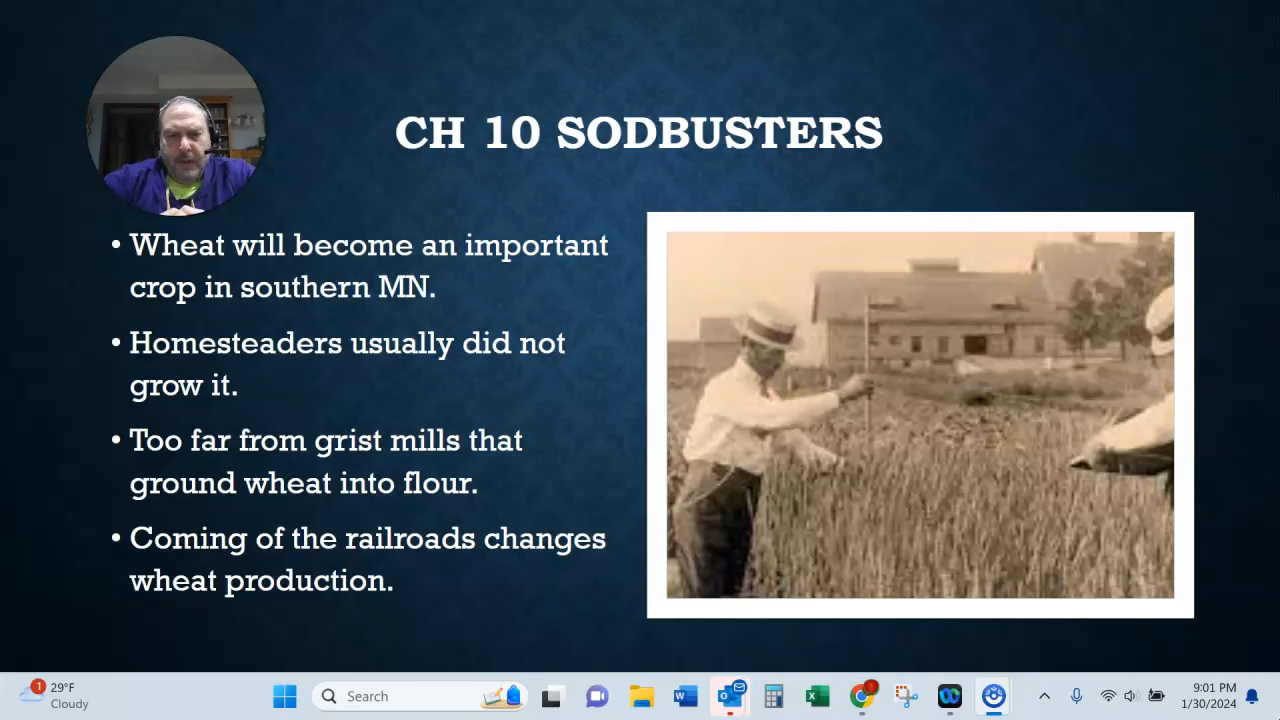 CH 10 SODBUSTERS
• Wheat will become an important
crop in southern MN.
• Homesteaders usually did not
grow it.
• Too far from grist mills that
ground wheat into flour.
• Coming of the railroads changes
wheat production.
1
29°F
Cloudy
Search
9:01 PM
1/30/2024